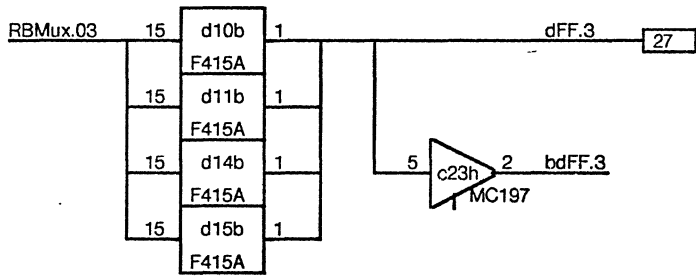 RBMux.03 15 d10b 1 dFF.3 27
F415A
15 d11b 1
F415A
15 d14b 1 5 c23h 2 bdFF.3
F415A MC197
15 d15b 1
F415A